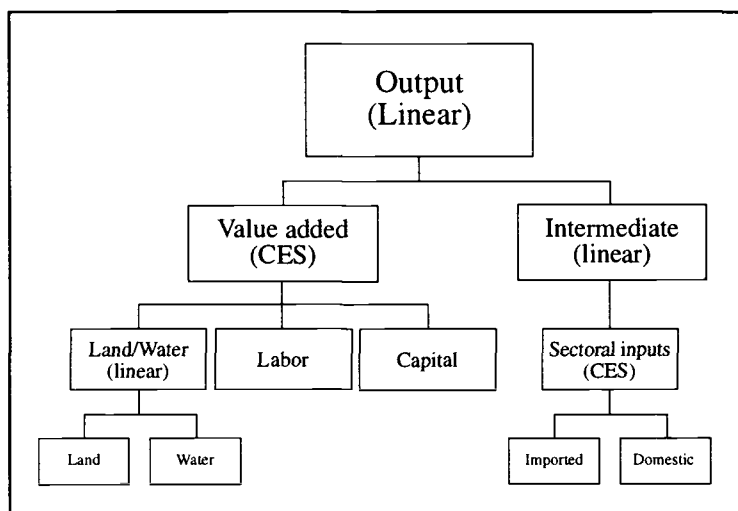 Output
(Linear)
Value added
(CES)
Intermediate
(linear)
Land/Water
(linear)
Labor
Capital
Sectoral inputs
(CES)
Land
Water
Imported
Domestic